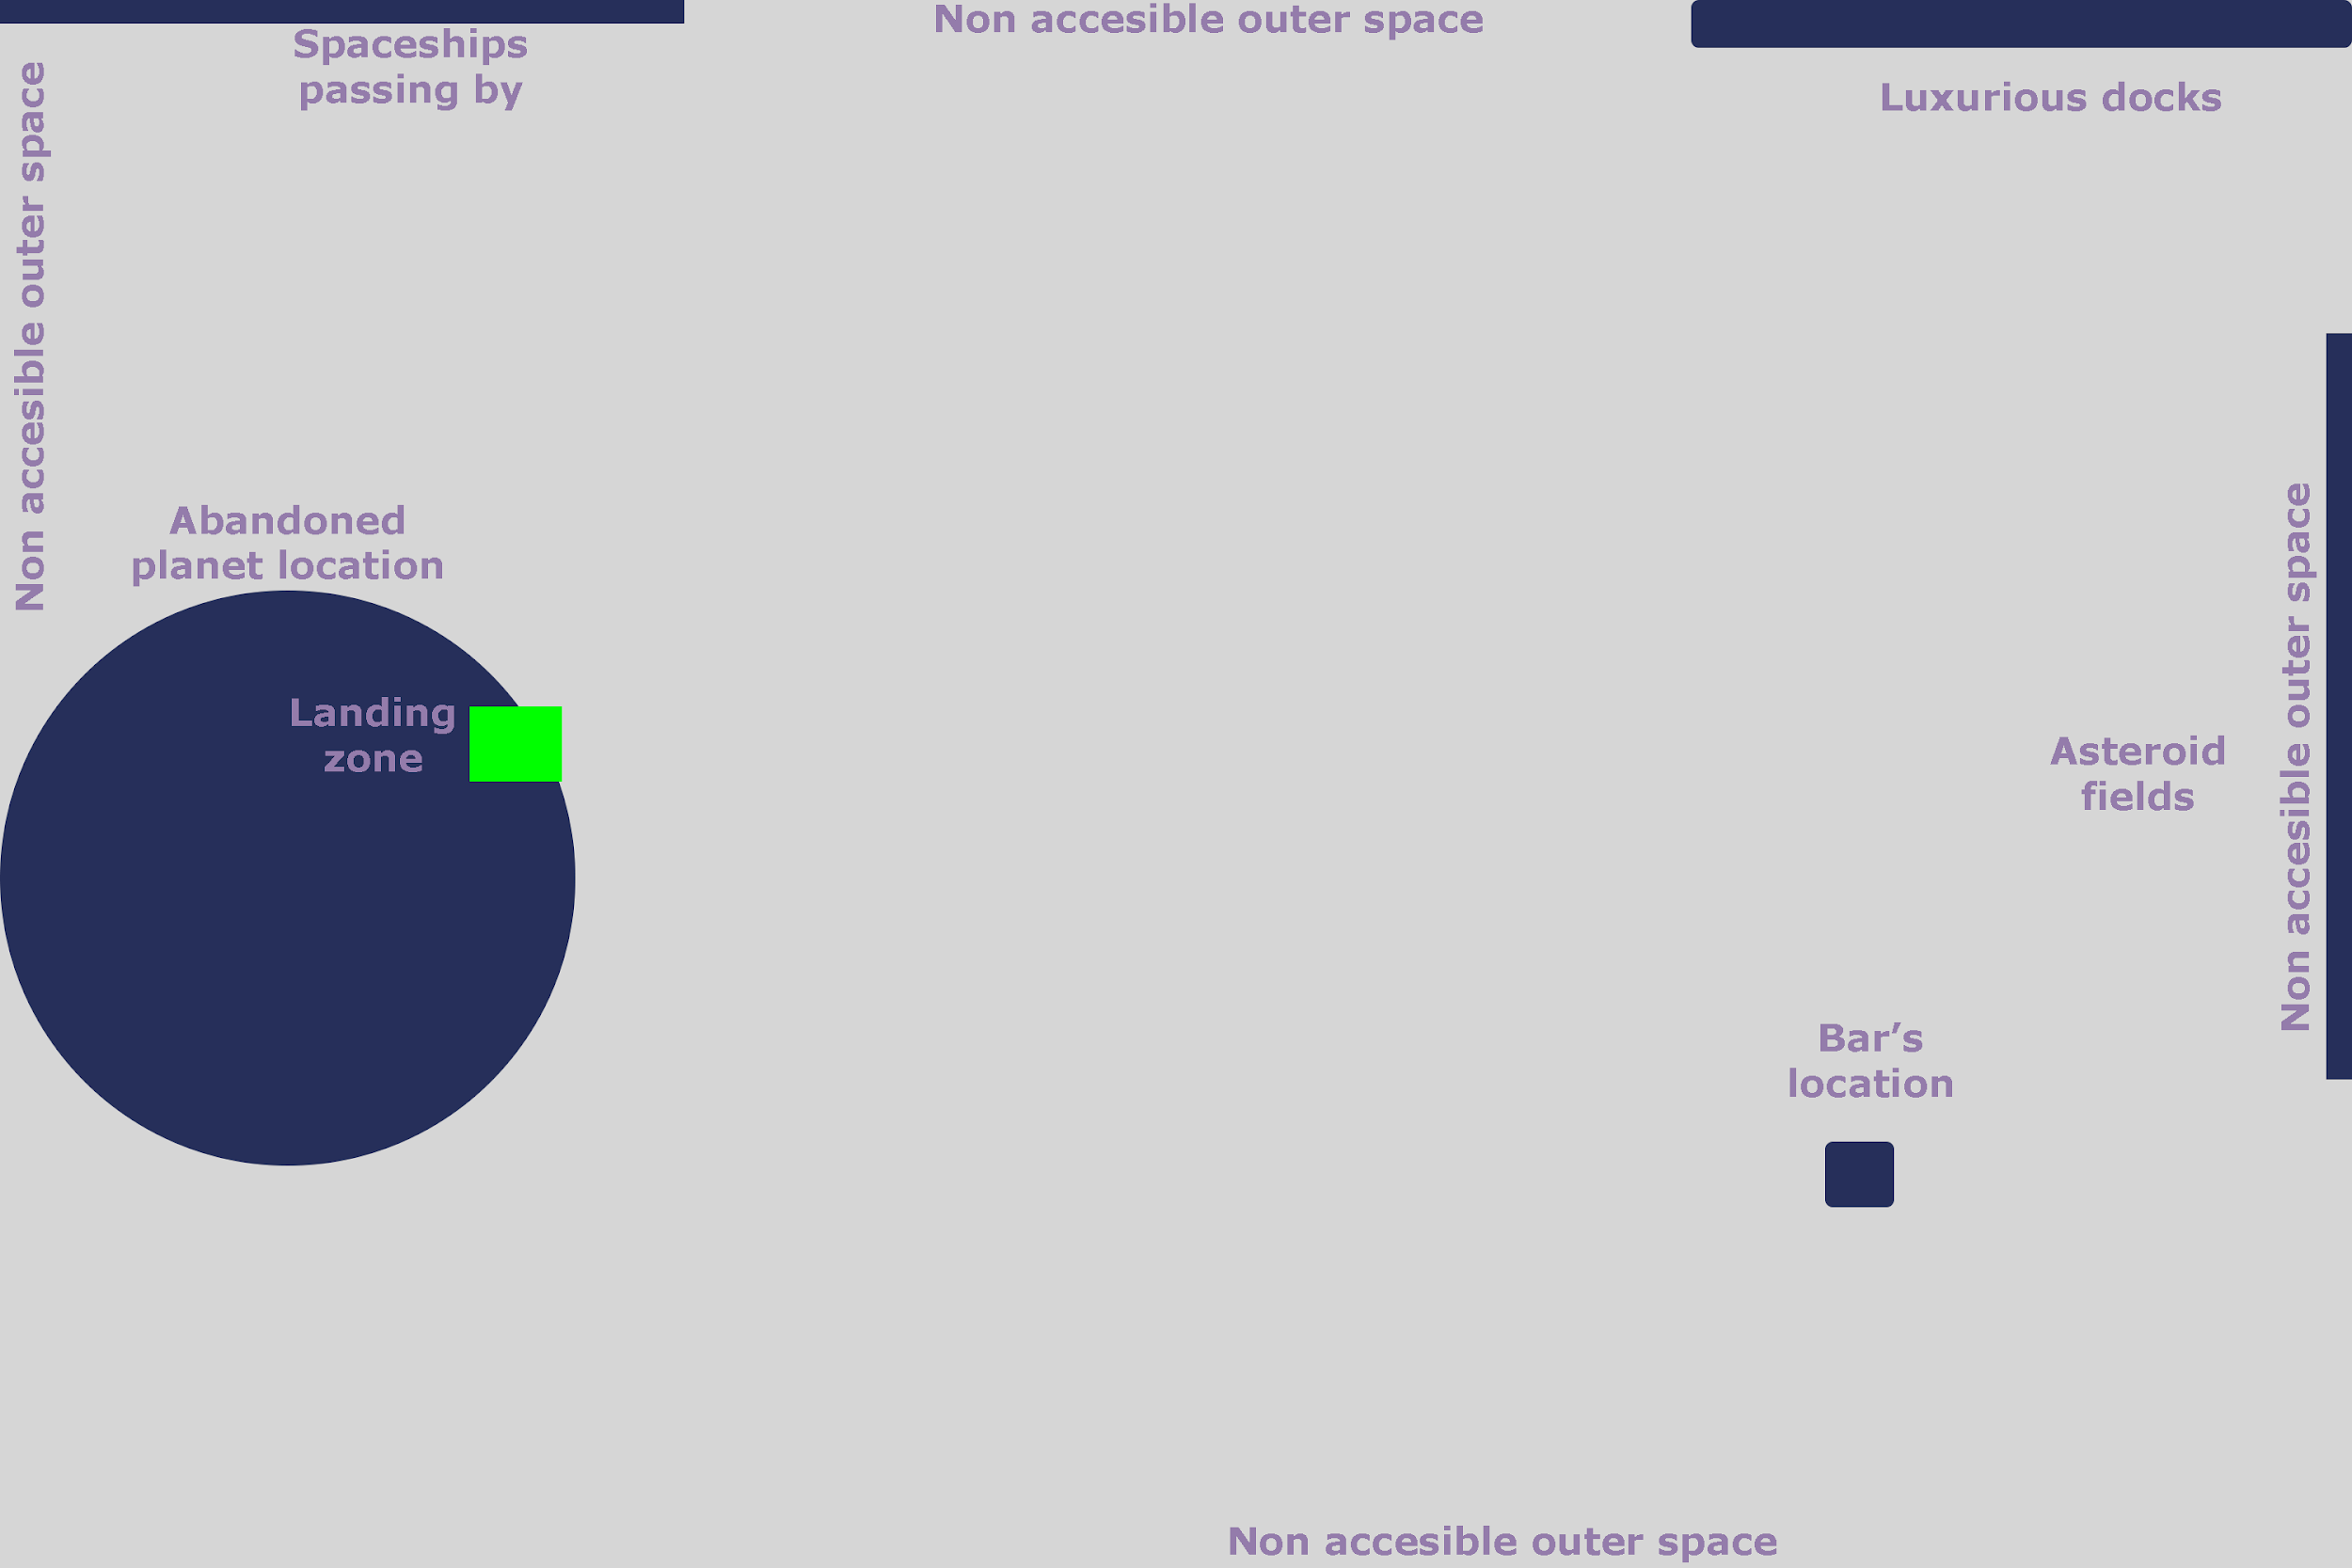 Non accesible outer space
Spaceships
passing by
Luxurious docks
Non accesible outer space
Abandoned
planet location
Landing
zone
Non accesible outer space
Asteroid
fields
Bar’s
location
Non accesible outer space